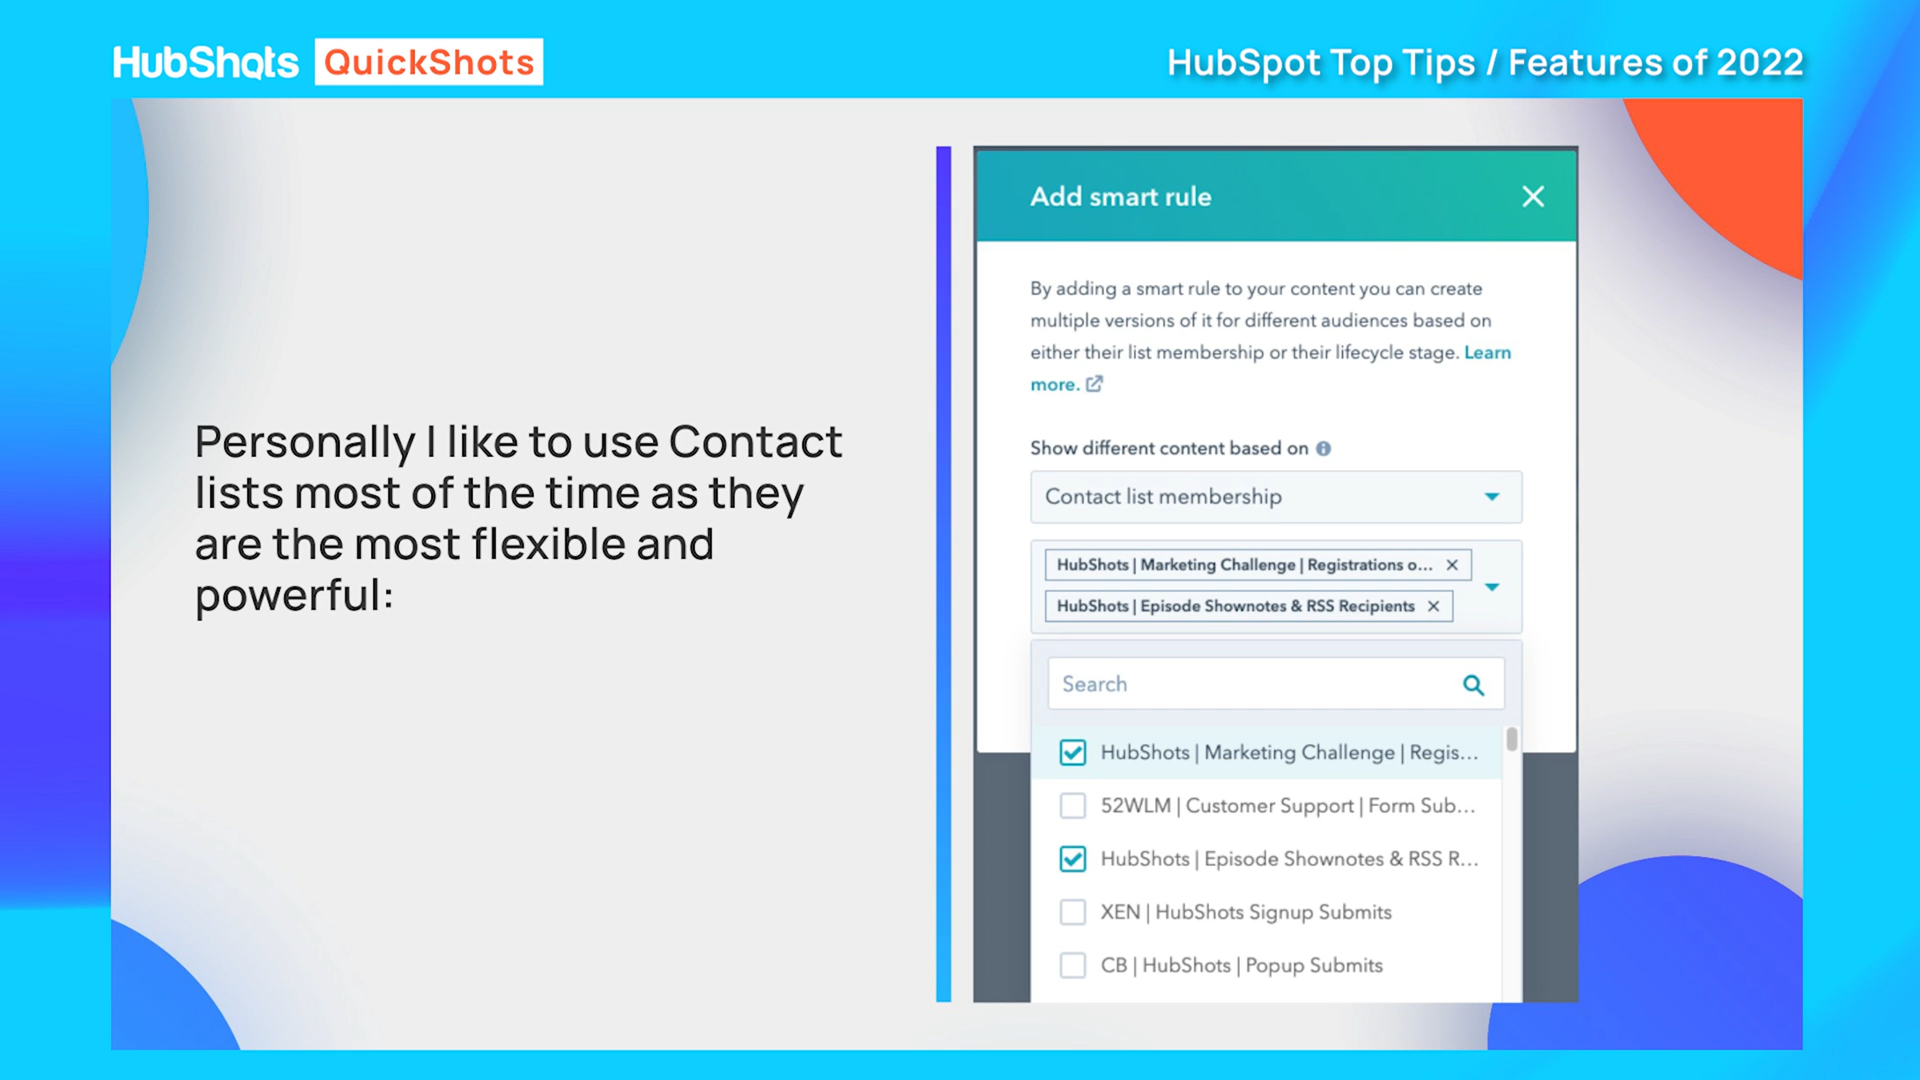 HubShots QuickShots
HubSpot Top Tips / Features of 2022
Personally I like to use Contact
lists most of the time as they
are the most flexible and
powerful:
Add smart rule
By adding a smart rule to your content you can create
multiple versions of it for different audiences based on
either their list membership or their lifecycle stage. Learn
more.
Show different content based on
Contact list membership
HubShots | Marketing Challenge | Registrations o...
HubShots | Episode Shownotes & RSS Recipients
Search
HubShots | Marketing Challenge | Regis...
52WLM | Customer Support | Form Sub...
HubShots | Episode Shownotes & RSS R...
XEN | HubShots Signup Submits
CB | HubShots | Popup Submits